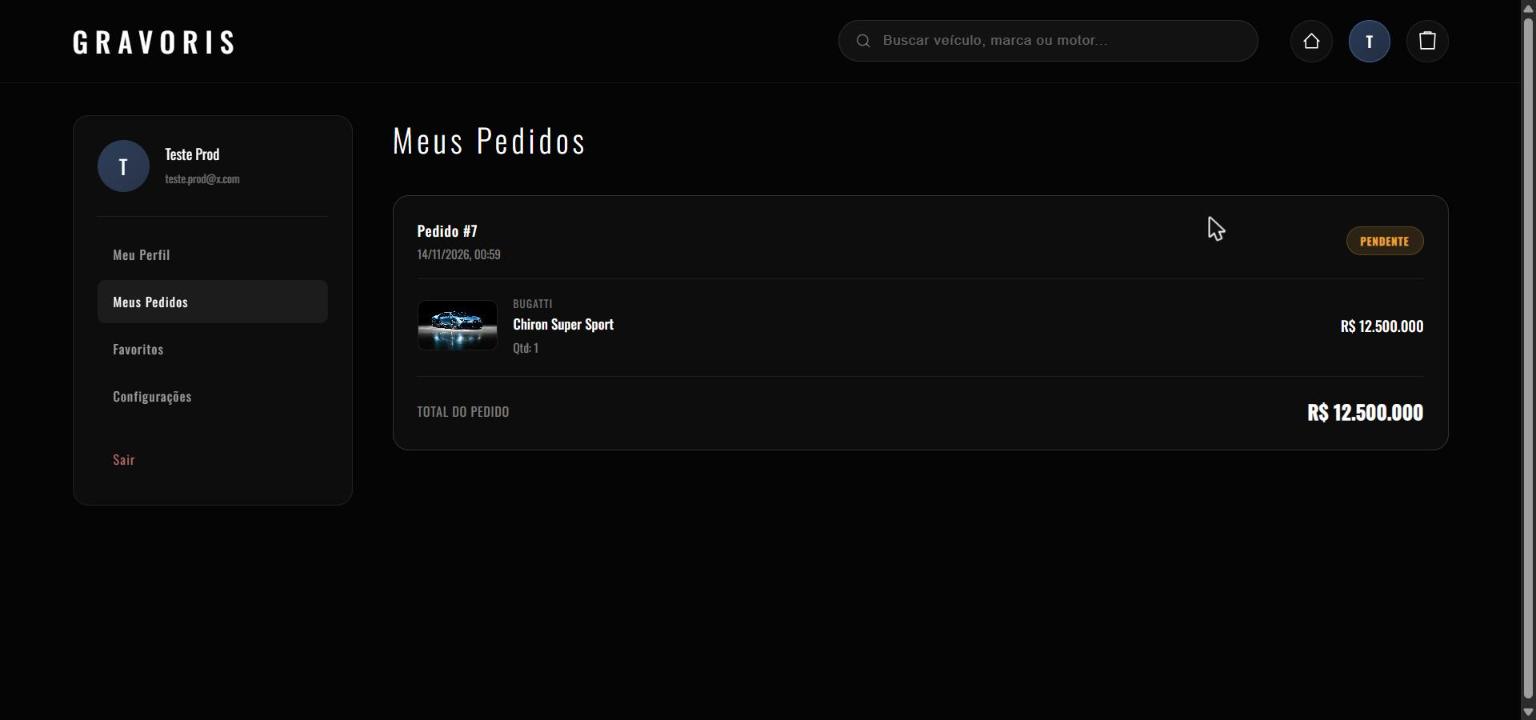 GRAVORIS
Buscar veículo, marca ou motor...
T
T
Teste Prod
teste.prod@x.com
Meu Perfil
Meus Pedidos
Favoritos
Configurações
Sair
Meus Pedidos
Pedido #7
14/11/2026, 00:59
PENDENTE
BUGATTI
Chiron Super Sport
Qtd: 1
R$ 12.500.000
TOTAL DO PEDIDO
R$ 12.500.000